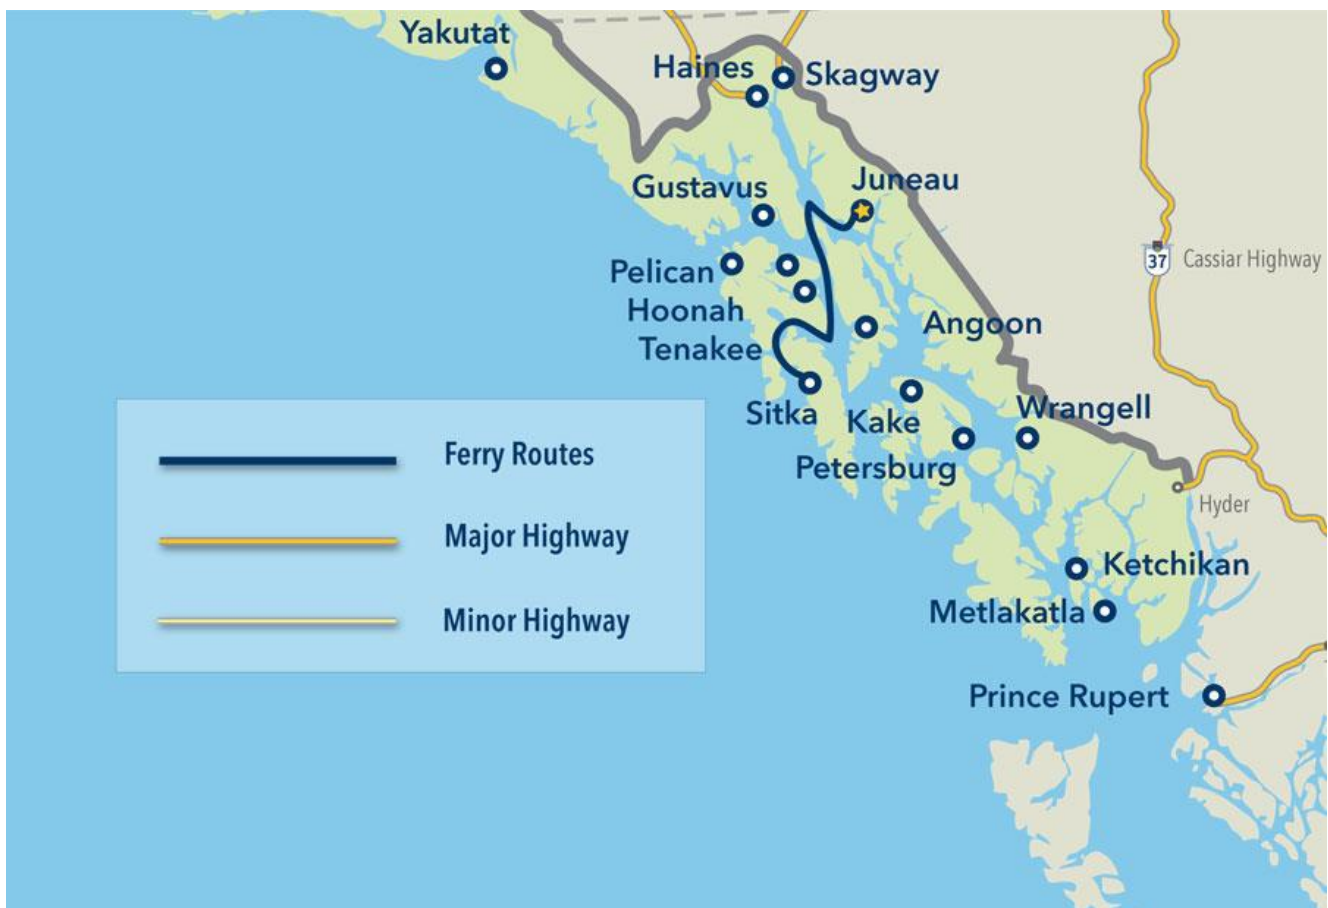 Yakutat
Haines
Skagway
Gustavus
Juneau
Pelican
Hoonah
Tenakee
Angoon
37
Cassiar Highway
Sitka
Kake
Wrangell
Petersburg
Hyder
Ketchikan
Metlakatla
Prince Rupert
Ferry Routes
Major Highway
Minor Highway